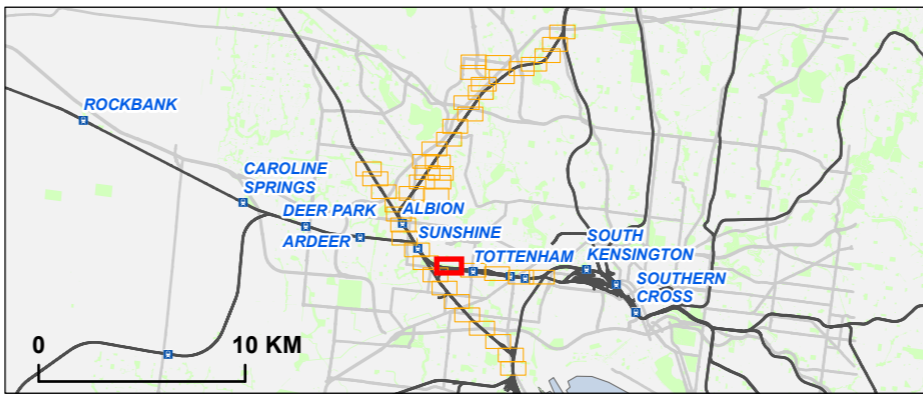 ROCKBANK
CAROLINE
SPRINGS
DEER PARK
ALBION
ARDEER
SUNSHINE
TOTTENHAM
SOUTH
KENSINGTON
SOUTHERN
CROSS
0 10 KM